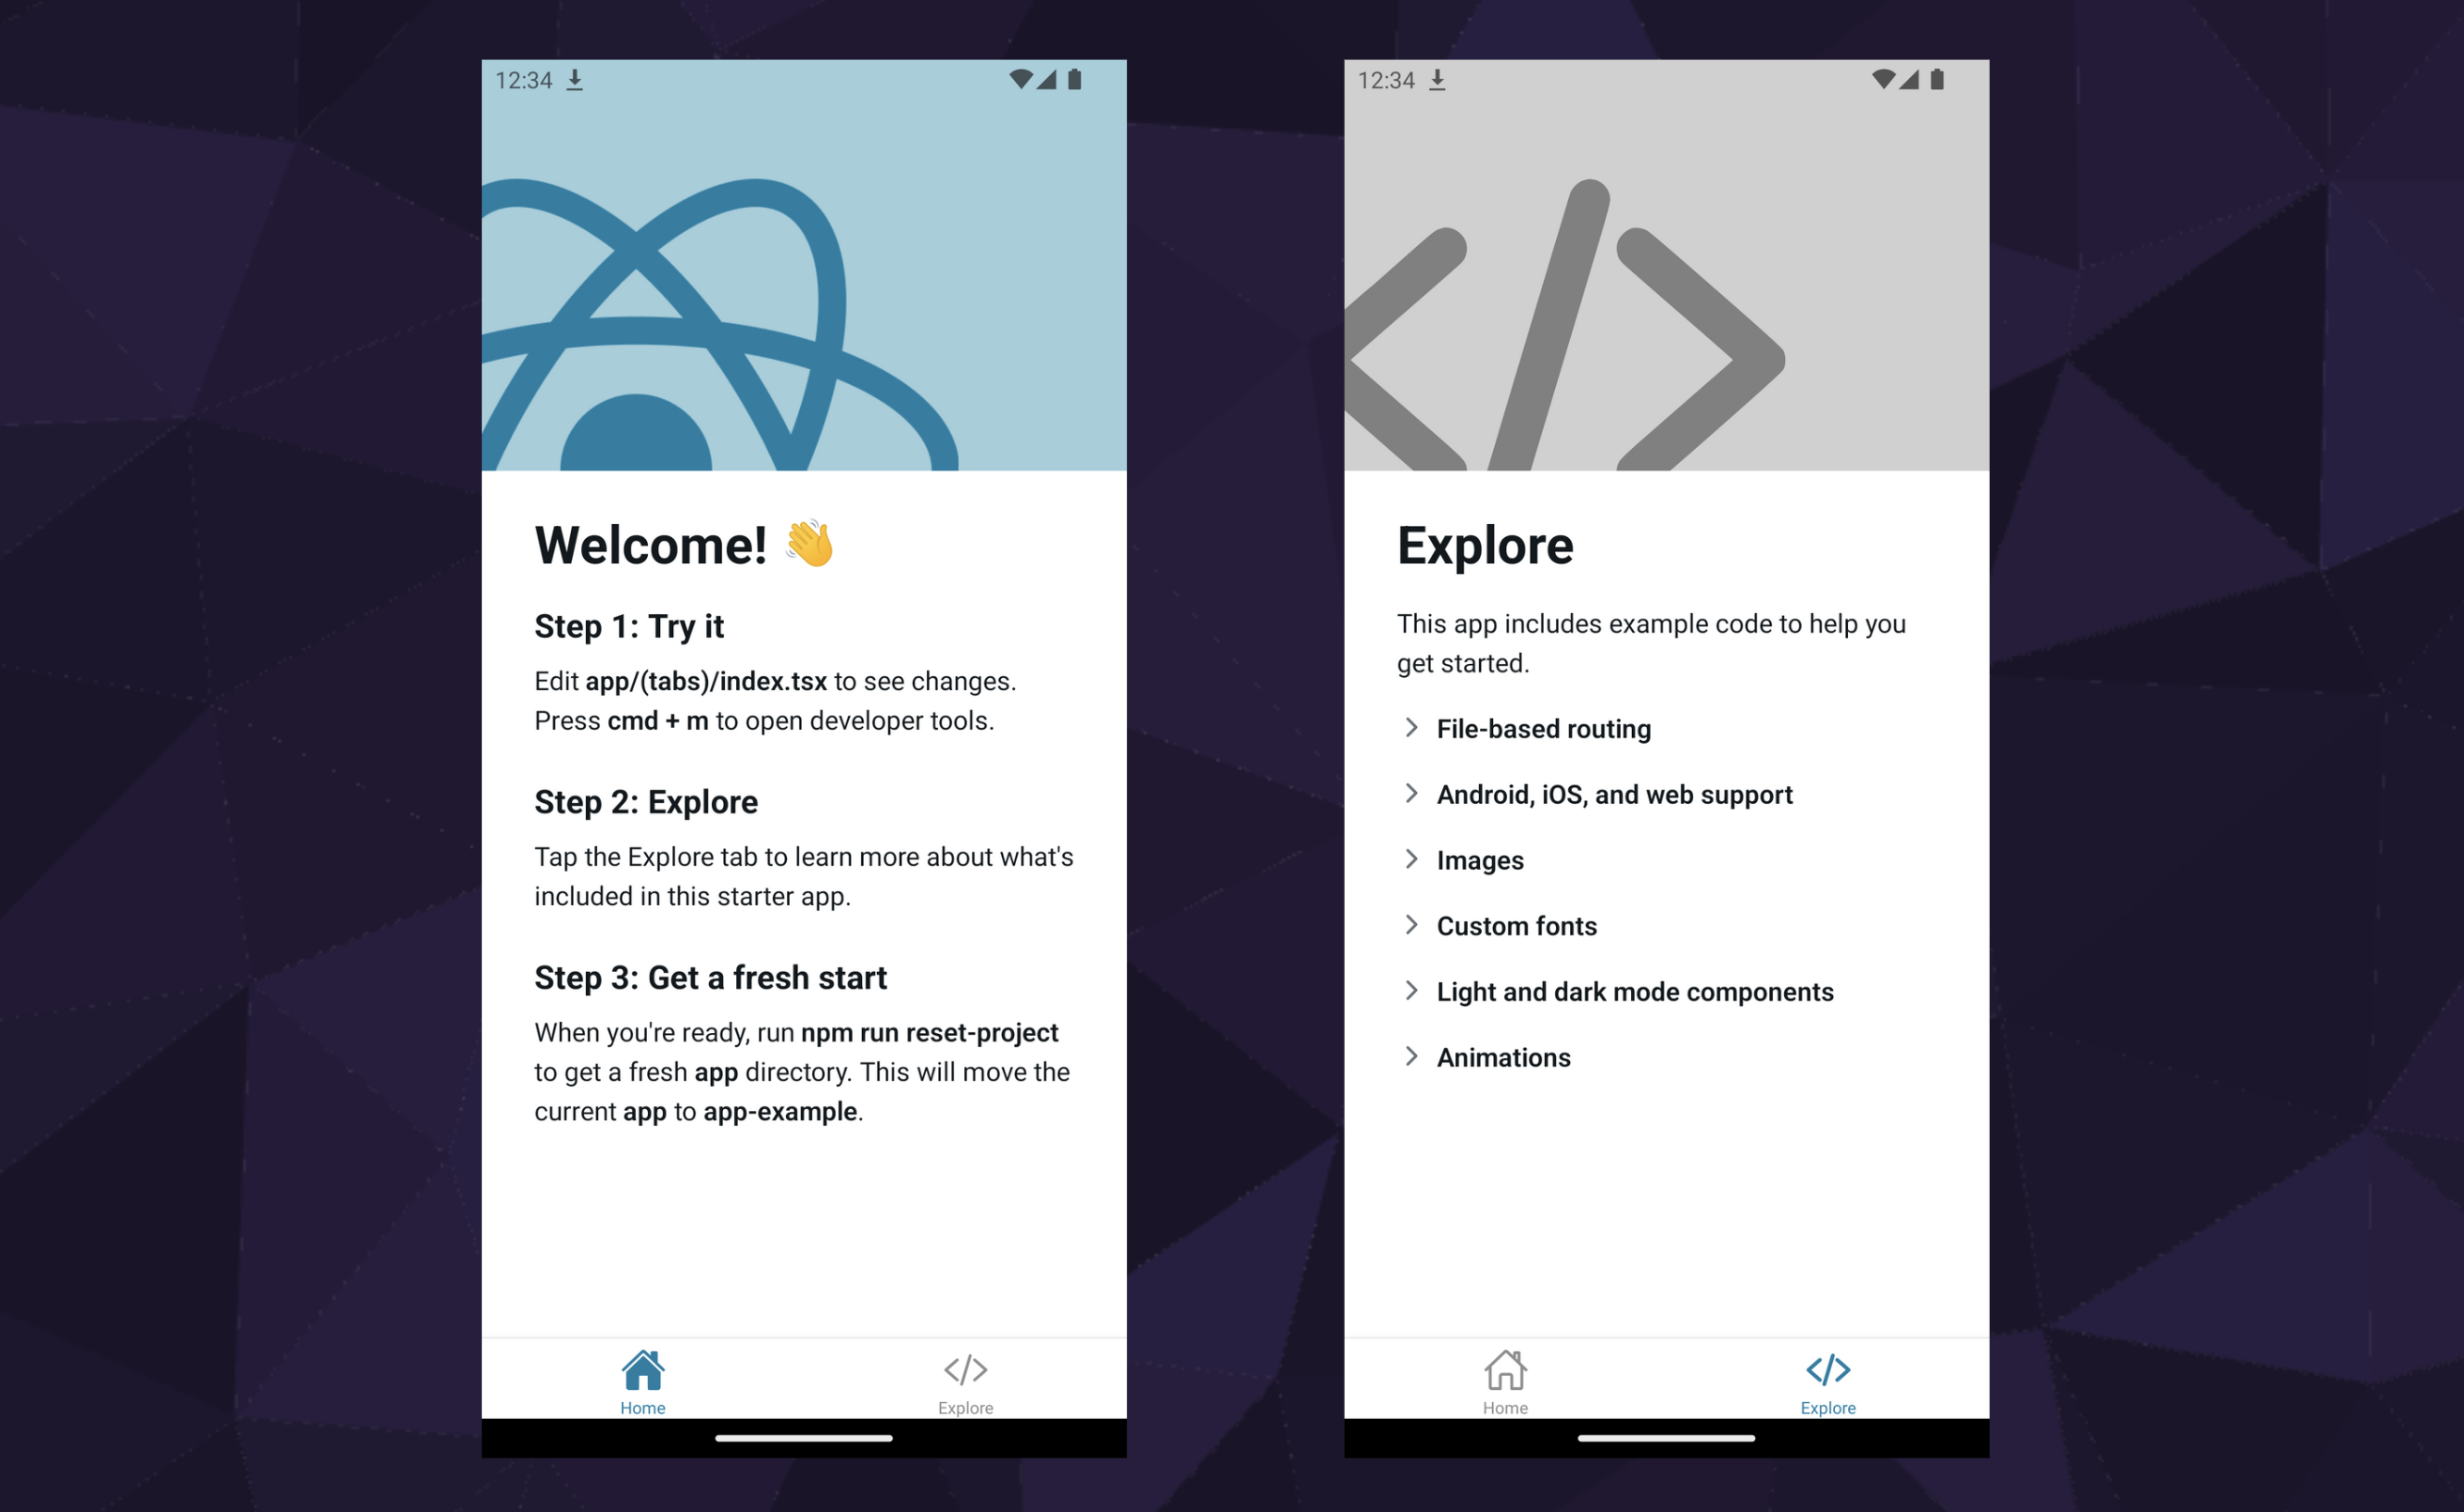 12:34
Welcome! 👋
Step 1: Try it
Edit app/(tabs)/index.tsx to see changes.
Press cmd + m to open developer tools.
Step 2: Explore
Tap the Explore tab to learn more about what's
included in this starter app.
Step 3: Get a fresh start
When you're ready, run npm run reset-project
to get a fresh app directory. This will move the
current app to app-example.
Home
Explore
12:34
Explore
This app includes example code to help you
get started.
File-based routing
Android, iOS, and web support
Images
Custom fonts
Light and dark mode components
Animations
Home
Explore